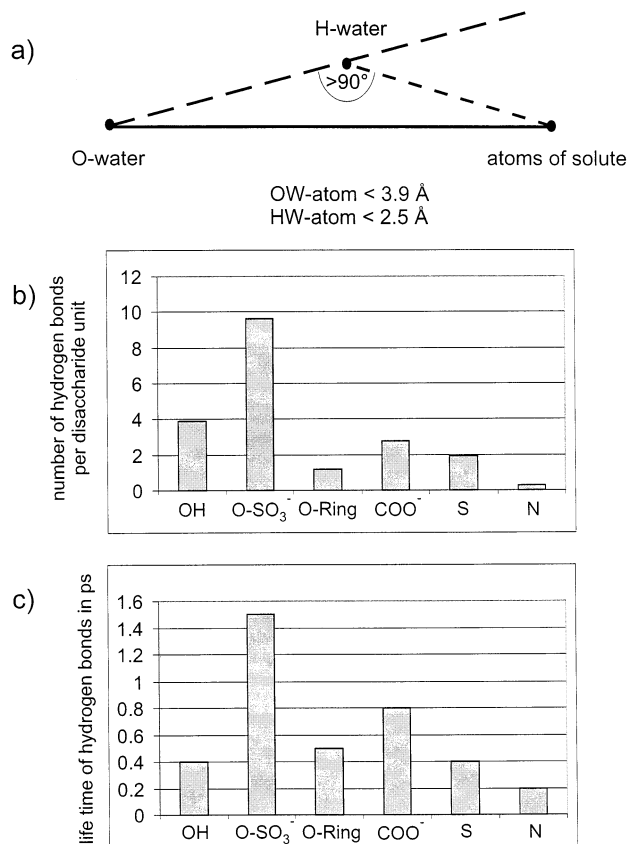 a)
H-water
>90°
O-water
atoms of solute
OW-atom < 3.9 Å
HW-atom < 2.5 Å
b)
number of hydrogen bonds
per disaccharide unit
12
10
8
6
4
2
0
OH O-SO₃⁻ O-Ring COO⁻ S N
c)
life time of hydrogen bonds in ps
1.6
1.4
1.2
1
0.8
0.6
0.4
0.2
0
OH O-SO₃⁻ O-Ring COO⁻ S N